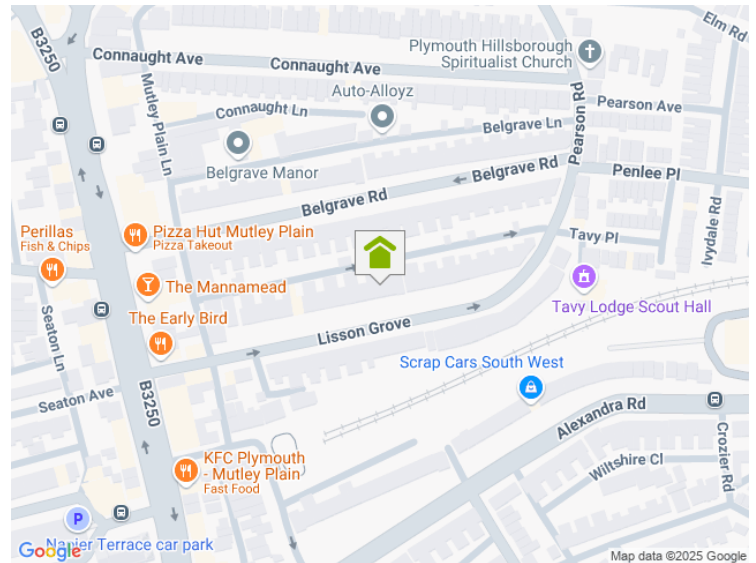 B3250
Connaught Ave
Connaught Ave
Mutley Plain Ln
Connaught Ln
Auto-Alloyz
Plymouth Hillsborough
Spiritualist Church
Elm Rd
Pearson Ave
Pearson Rd
Belgrave Ln
Belgrave Manor
Belgrave Rd
Belgrave Rd
Penlee Pl
Ivydale Rd
Perillas
Fish & Chips
Pizza Hut Mutley Plain
Pizza Takeout
Tavy Pl
The Mannamead
Tavy Lodge Scout Hall
The Early Bird
Lisson Grove
Seaton Ln
Seaton Ave
B3250
Scrap Cars South West
Alexandra Rd
Crozier Rd
Wiltshire Cl
KFC Plymouth
- Mutley Plain
Fast Food
P
Napier Terrace car park
Google
Map data ©2025 Google